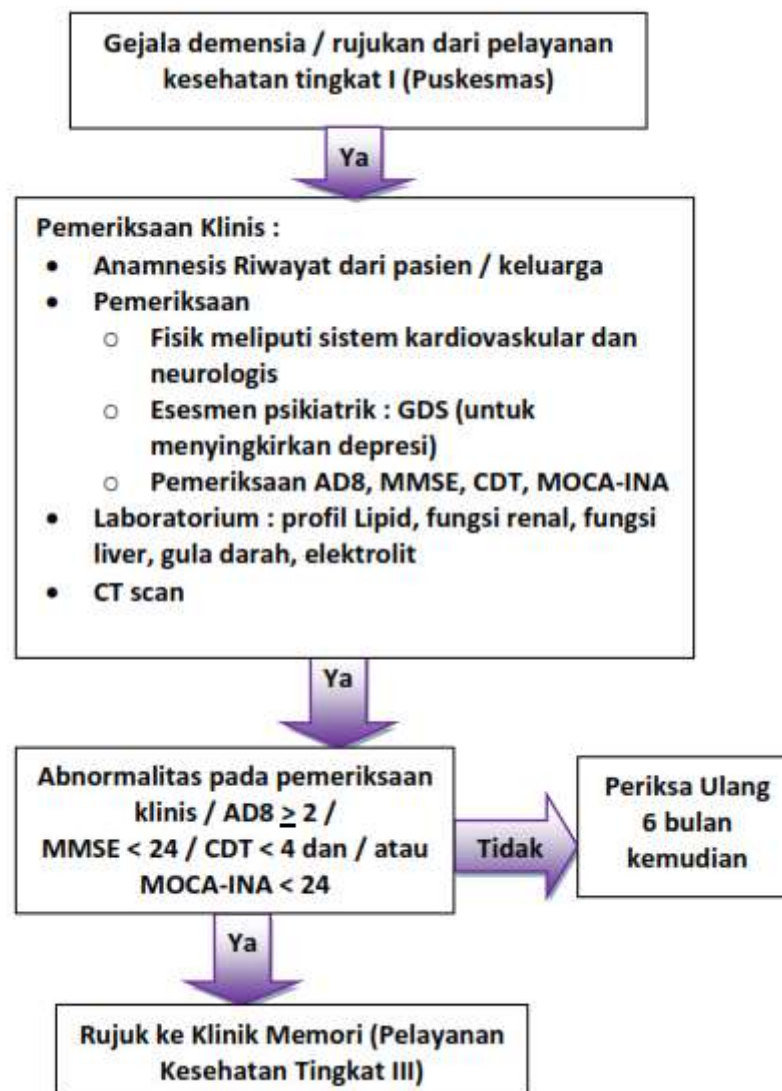 Gejala demensia / rujukan dari pelayanan
kesehatan tingkat I (Puskesmas)
Ya
Pemeriksaan Klinis :
• Anamnesis Riwayat dari pasien / keluarga
• Pemeriksaan
o Fisik meliputi sistem kardiovaskular dan
neurologis
o Esesmen psikiatrik : GDS (untuk
menyingkirkan depresi)
o Pemeriksaan AD8, MMSE, CDT, MOCA-INA
• Laboratorium : profil Lipid, fungsi renal, fungsi
liver, gula darah, elektrolit
• CT scan
Ya
Abnormalitas pada pemeriksaan
klinis / AD8 ≥ 2 /
MMSE < 24 / CDT < 4 dan / atau
MOCA-INA < 24
Tidak
Periksa Ulang
6 bulan
kemudian
Ya
Rujuk ke Klinik Memori (Pelayanan
Kesehatan Tingkat III)